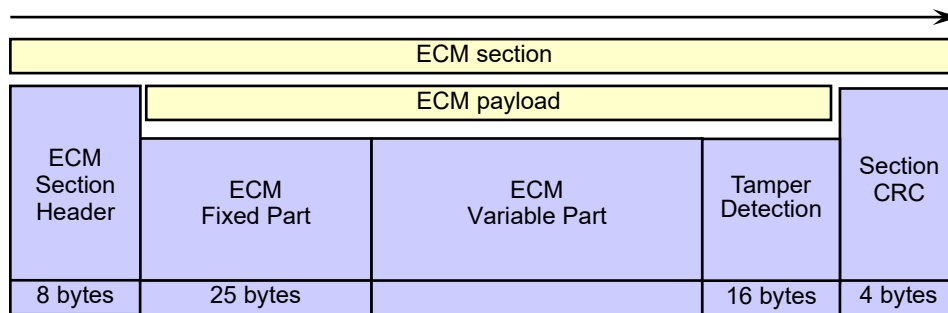 ECM section
ECM payload
ECM
Section
Header
ECM
Fixed Part
ECM
Variable Part
Tamper
Detection
Section
CRC
8 bytes
25 bytes
16 bytes
4 bytes